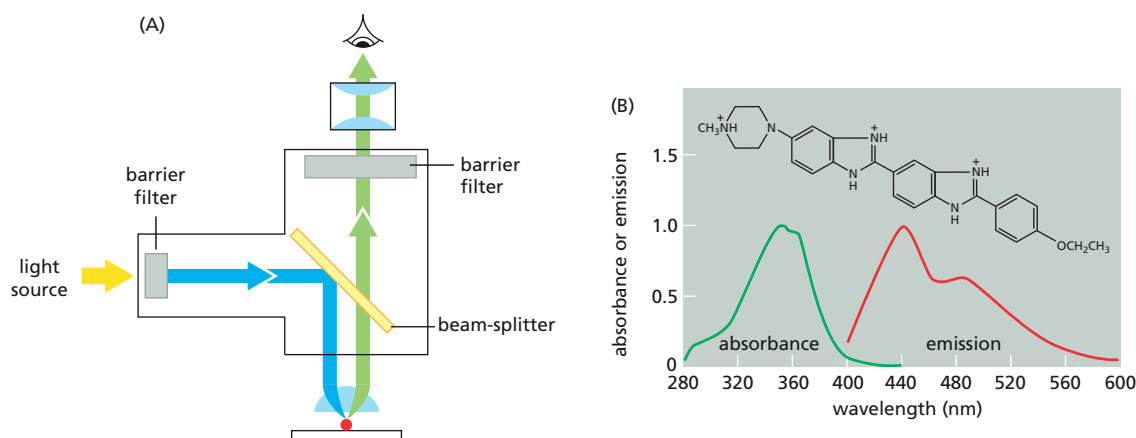 (A)
barrier
filter
barrier
filter
light
source
beam-splitter
(B)
absorbance or emission
1.5
1.0
0.5
0
280 320 360 400 440 480 520 560 600
wavelength (nm)
absorbance
emission
+
CH₃NH
N
+
NH
N
H
+
NH
N
H
OCH₂CH₃